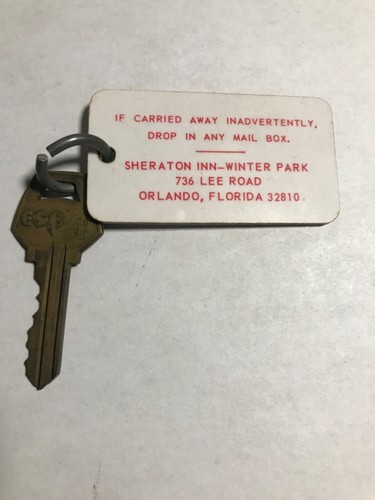 IF CARRIED AWAY INADVERTENTLY,
DROP IN ANY MAIL BOX.
SHERATON INN-WINTER PARK
736 LEE ROAD
ORLANDO, FLORIDA 32810
ESP